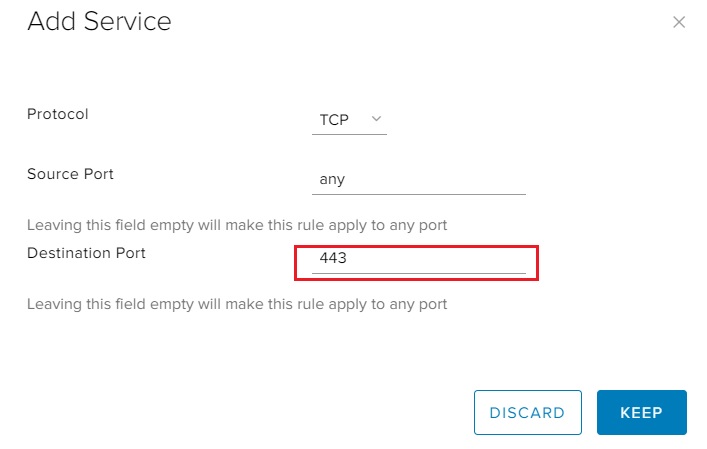 Add Service
Protocol
TCP
Source Port
any
Leaving this field empty will make this rule apply to any port
Destination Port
443
Leaving this field empty will make this rule apply to any port
DISCARD
KEEP